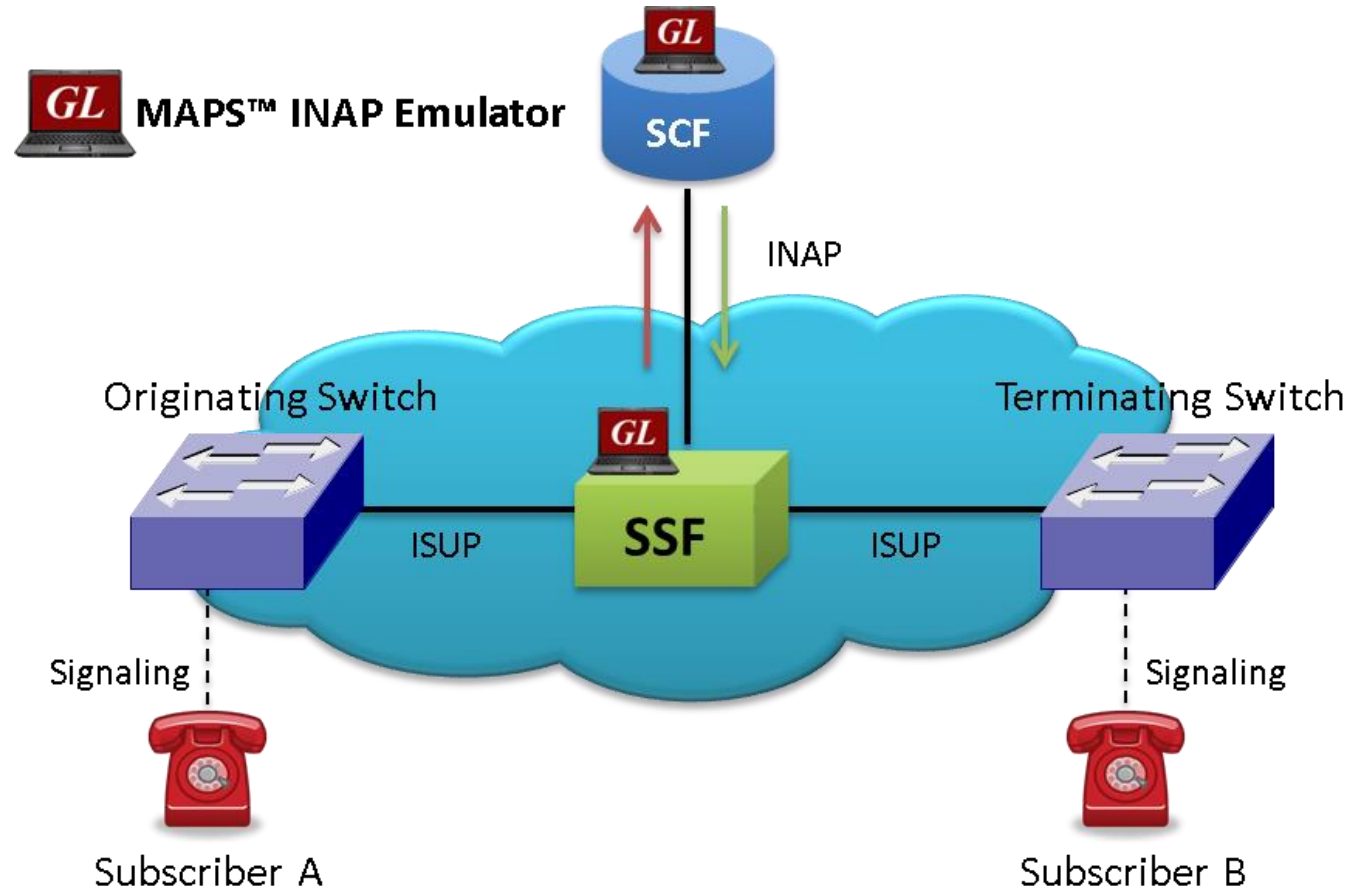 GL
GL
MAPS™ INAP Emulator
SCF
INAP
Originating Switch
Terminating Switch
GL
SSF
ISUP
ISUP
Signaling
Signaling
Subscriber A
Subscriber B